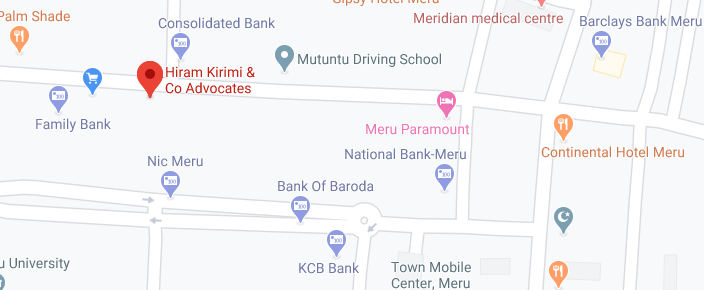 Gipsy Hotel Meru
Palm Shade
Consolidated Bank
Meridian medical centre
Barclays Bank Meru
Mutuntu Driving School
Hiram Kirimi &
Co Advocates
Family Bank
Meru Paramount
Continental Hotel Meru
Nic Meru
National Bank-Meru
Bank Of Baroda
KCB Bank
u University
Town Mobile
Center, Meru